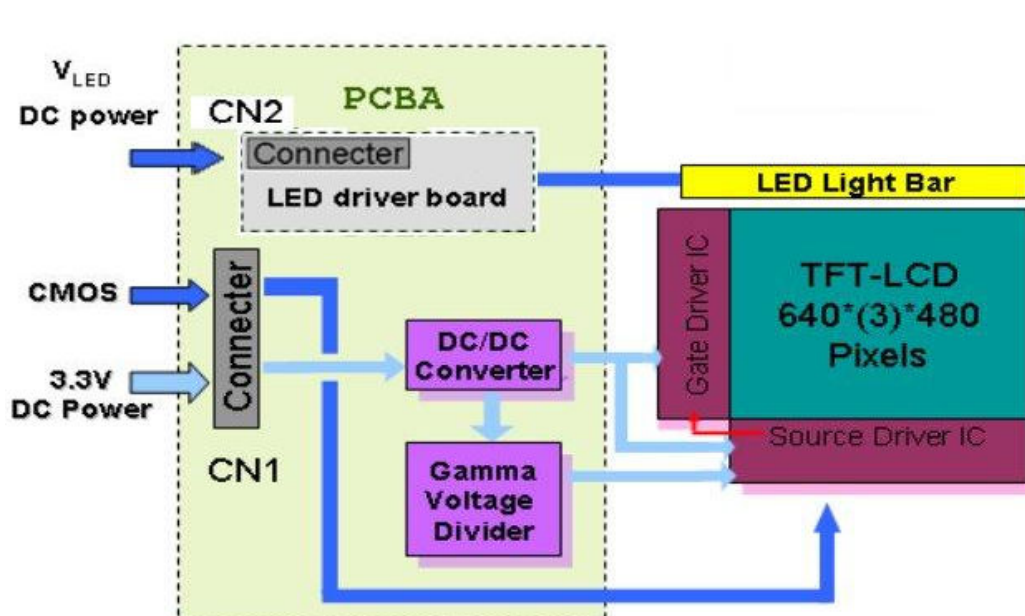 VLED
DC power
PCBA
CN2
Connecter
LED driver board
LED Light Bar
CMOS
3.3V
DC Power
Connecter
CN1
DC/DC
Converter
Gamma
Voltage
Divider
Gate Driver IC
TFT-LCD
640*(3)*480
Pixels
Source Driver IC